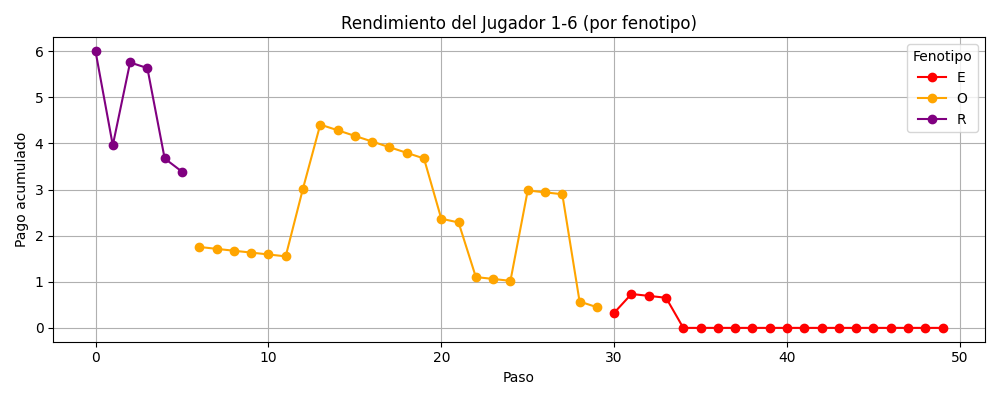 Rendimiento del Jugador 1-6 (por fenotipo)
Pago acumulado
6
5
4
3
2
1
0
0 10 20 30 40 50
Paso
Fenotipo
E
O
R